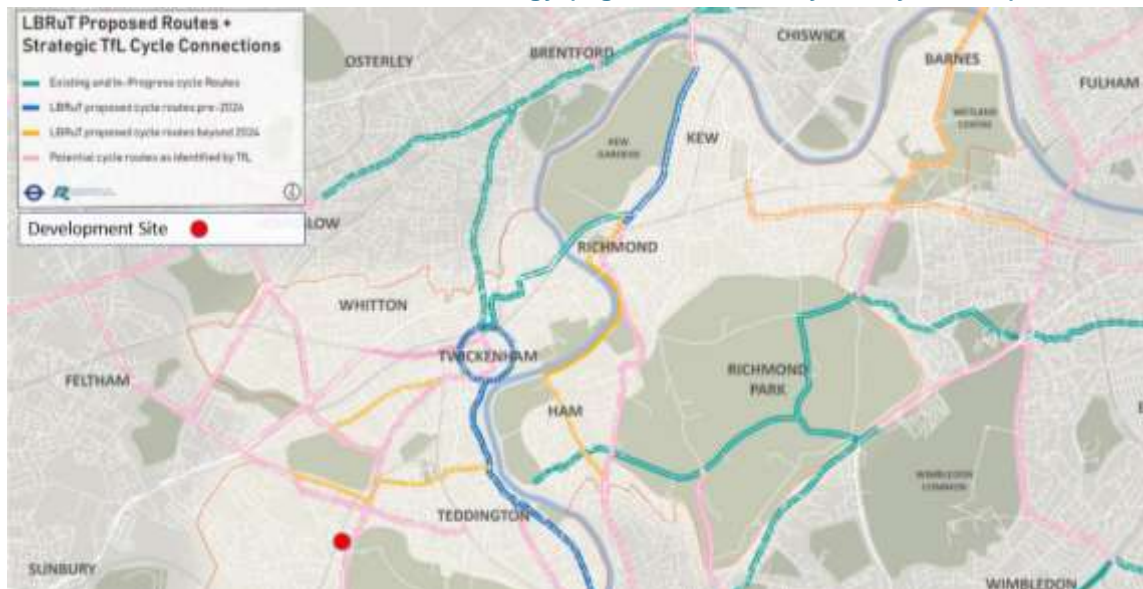 LBRuT Proposed Routes +
Strategic TfL Cycle Connections
Existing and In-Progress cycle Routes
LBRuT proposed cycle routes pre-2024
LBRuT proposed cycle routes beyond 2024
Potential cycle routes as identified by TfL
Development Site
OSTERLEY
BRENTFORD
CHISWICK
BARNES
FULHAM
WETLAND
CENTRE
KEW
GARDENS
KEW
LOW
RICHMOND
WHITTON
TWICKENHAM
FELTHAM
RICHMOND
PARK
HAM
WIMBLEDON
COMMON
TEDDINGTON
SUNBURY
WIMBLEDON